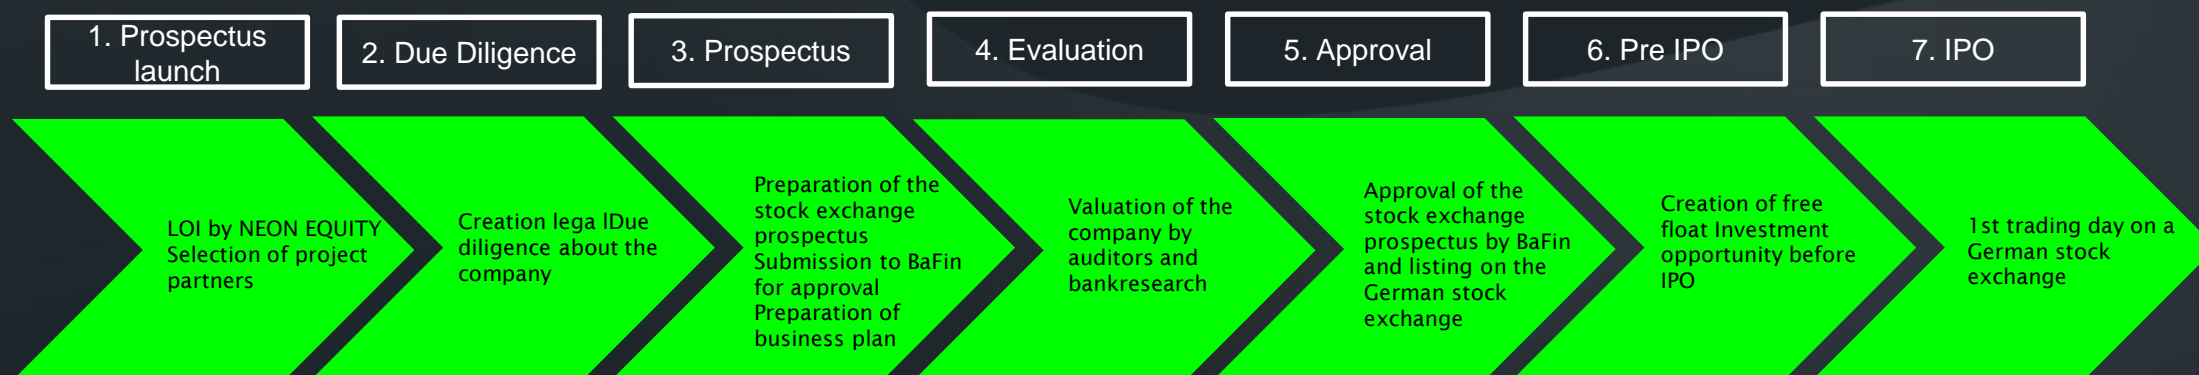 1. Prospectus
launch
2. Due Diligence
3. Prospectus
4. Evaluation
5. Approval
6. Pre IPO
7. IPO
LOI by NEON EQUITY
Selection of project
partners
Creation lega lDue
diligence about the
company
Preparation of the
stock exchange
prospectus
Submission to BaFin
for approval
Preparation of
business plan
Valuation of the
company by
auditors and
bankresearch
Approval of the
stock exchange
prospectus by BaFin
and listing on the
German stock
exchange
Creation of free
float Investment
opportunity before
IPO
1st trading day on a
German stock
exchange